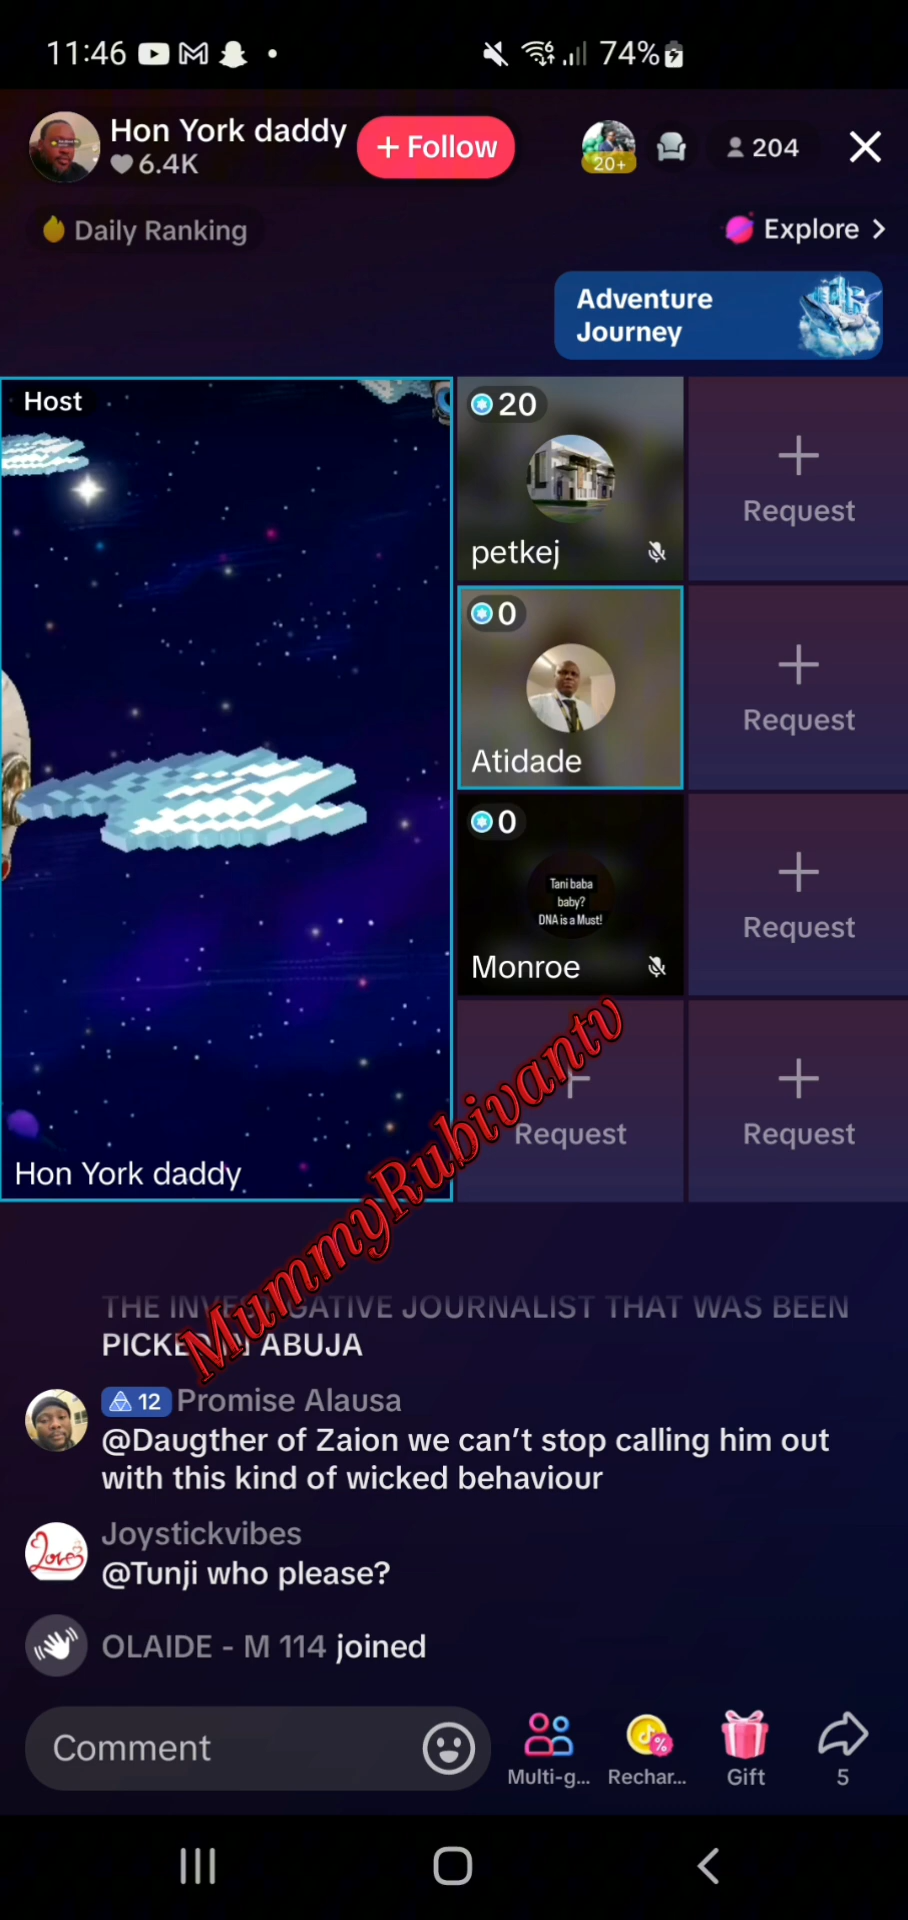 11:46
74%
Hon York daddy
6.4K
+ Follow
20+
204
Daily Ranking
Explore >
Adventure
Journey
Host
20
petkej
Request
0
Atidade
Request
0
Tani baba
baby?
DNA is a Must!
Monroe
Request
Request
Request
Hon York daddy
MummyRubivantv
THE INVESTIGATIVE JOURNALIST THAT WAS BEEN
PICKED IN ABUJA
12 Promise Alausa
@Daugther of Zaion we can't stop calling him out
with this kind of wicked behaviour
Joystickvibes
@Tunji who please?
OLAIDE - M 114 joined
Comment
Multi-g...
Rechar...
Gift
5